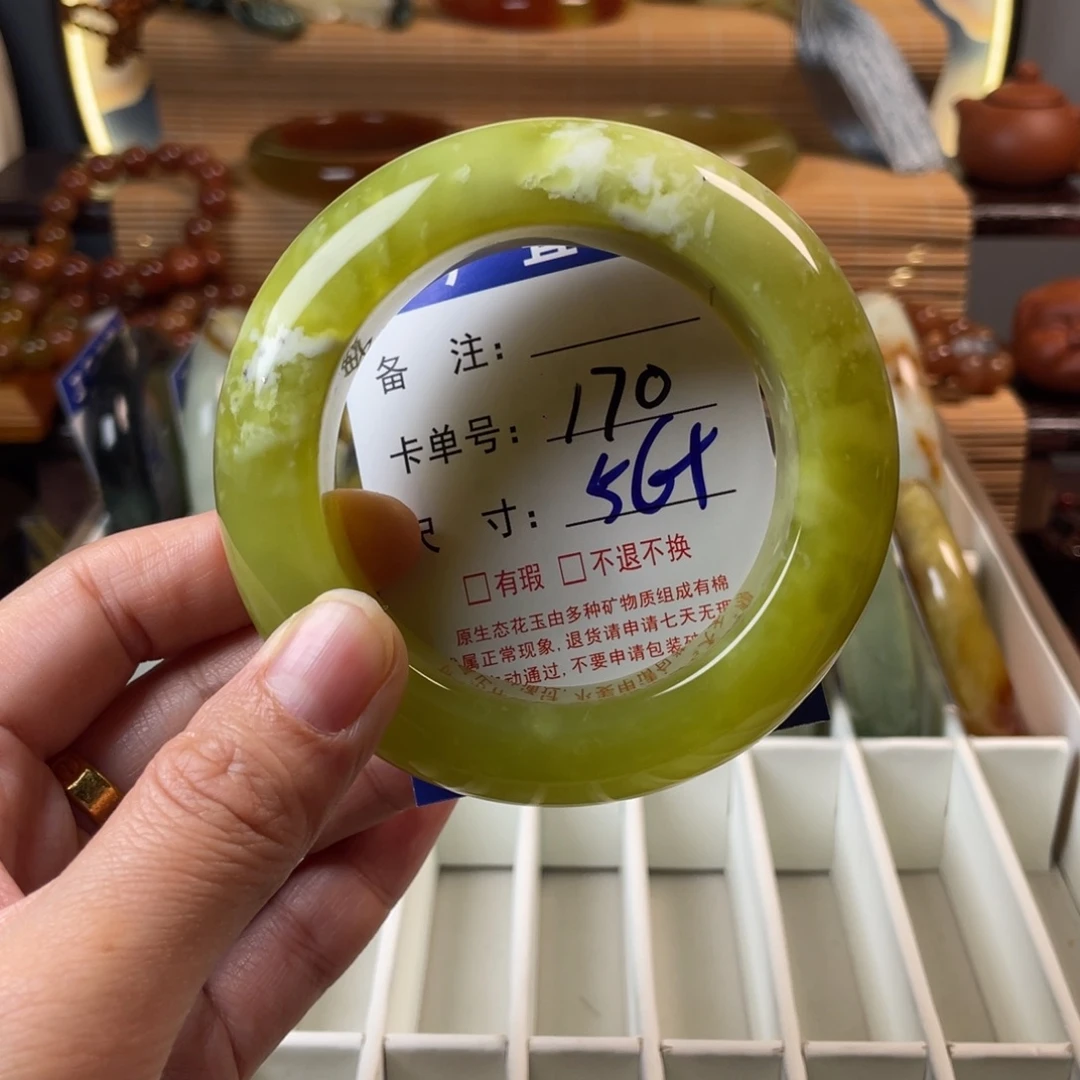 备 注：
卡单号：170
尺 寸：56+
□有瑕 □不退不换
原生态花玉由多种矿物质组成有棉
属正常现象，退货请申请七天无理
动通过，不要申请包装破